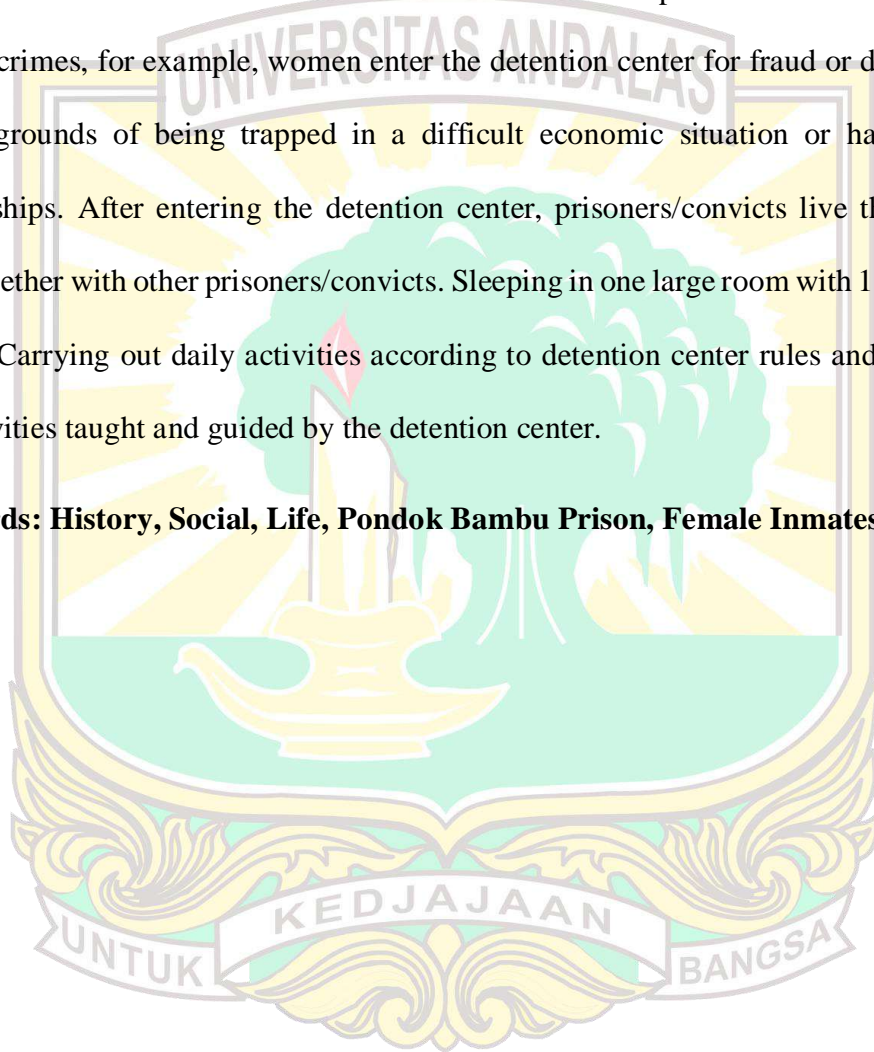 UNIVERSITAS ANDALAS
crimes, for example, women enter the detention center for fraud or d
grounds of being trapped in a difficult economic situation or ha
ships. After entering the detention center, prisoners/convicts live th
ether with other prisoners/convicts. Sleeping in one large room with 1
Carrying out daily activities according to detention center rules and
vities taught and guided by the detention center.
ds: History, Social, Life, Pondok Bambu Prison, Female Inmates
UNTUK KEDJAJAAN BANGSA